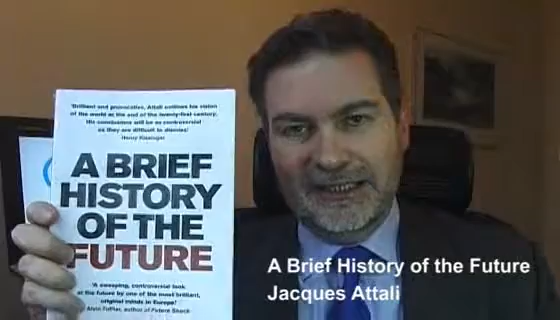 'Brilliant and provocative, Attali outlines his vision
of the world at the end of the twenty-first century.
His conclusions will be as controversial
as they are difficult to dismiss'
Henry Kissinger
A BRIEF
HISTORY
OF THE
FUTURE
'A sweeping, controversial look
at the future by one of the most brilliant,
original minds in Europe'
Alvin Toffler, author of Future Shock
A Brief History of the Future
Jacques Attali